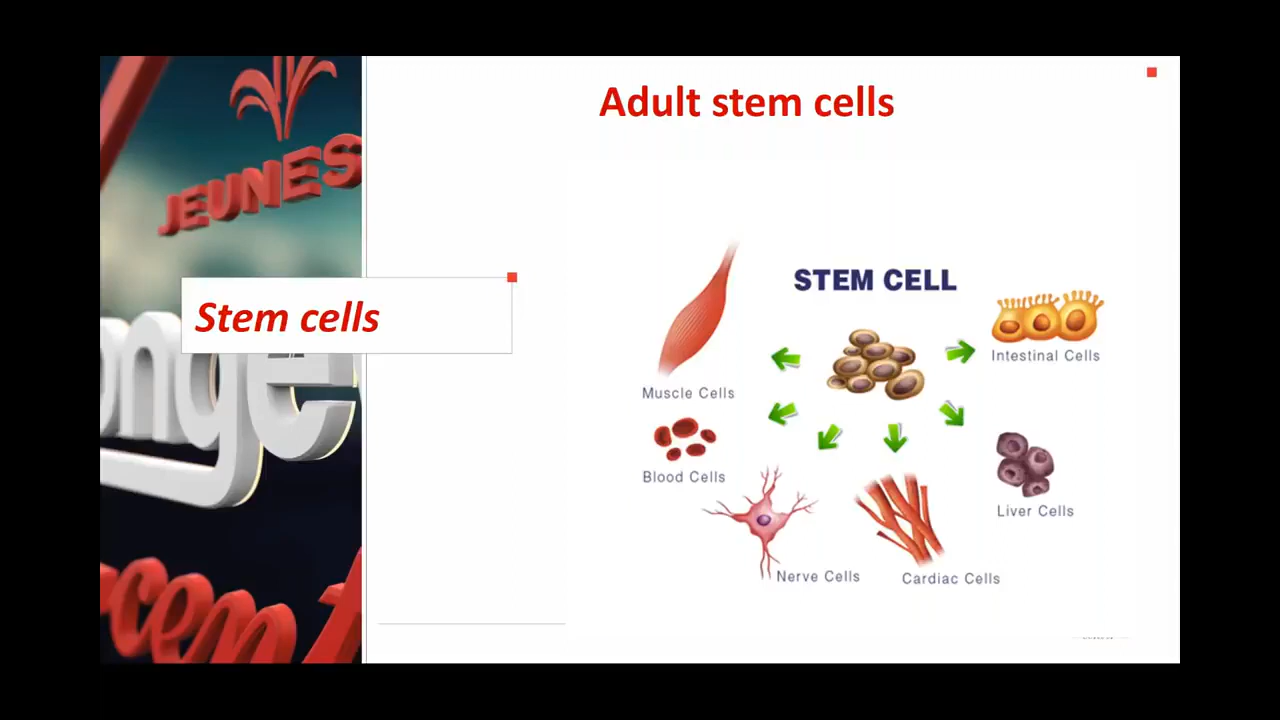 Adult stem cells
JEUNES
Stem cells
STEM CELL
Intestinal Cells
Muscle Cells
Blood Cells
Liver Cells
Nerve Cells
Cardiac Cells